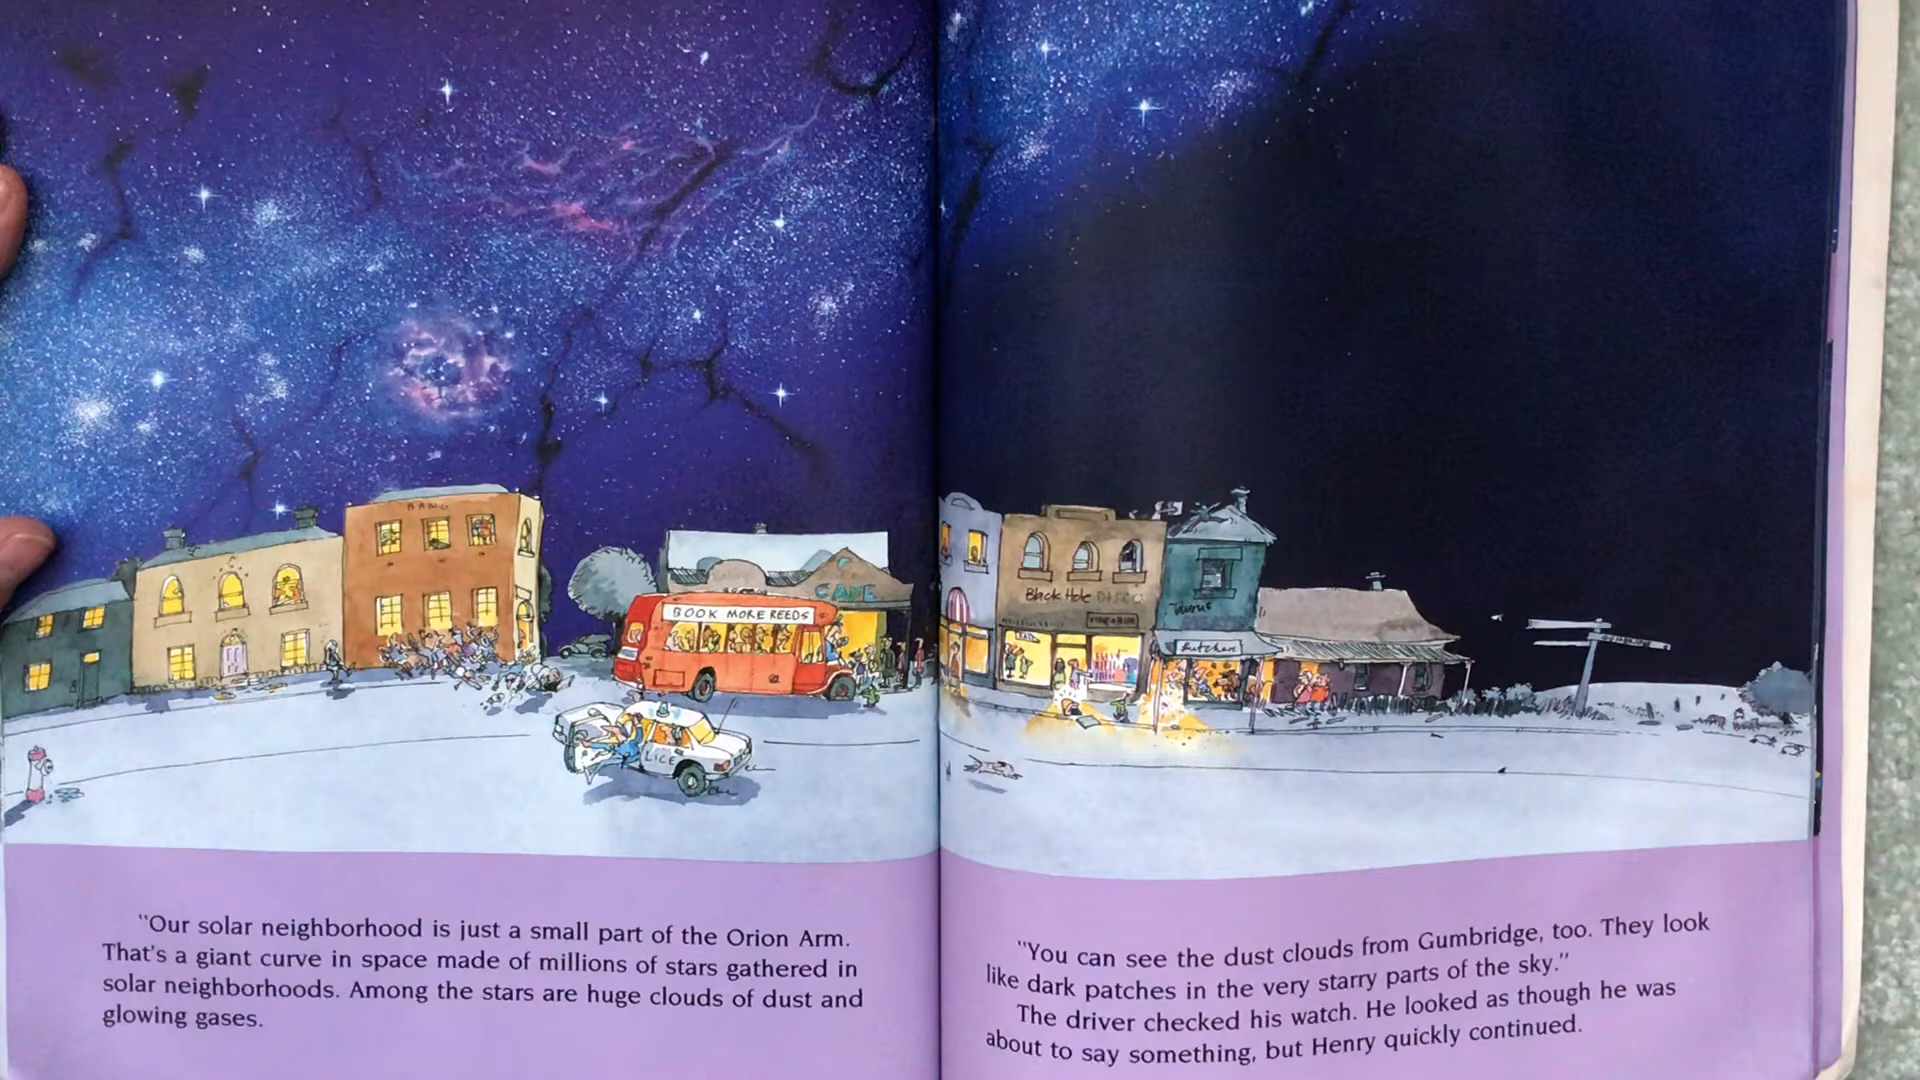 BANG
CAFE
BOOK MORE REEDS
LICE
Black Hole DISCO
Taurus
Butchers
"Our solar neighborhood is just a small part of the Orion Arm.
That's a giant curve in space made of millions of stars gathered in
solar neighborhoods. Among the stars are huge clouds of dust and
glowing gases.
"You can see the dust clouds from Gumbridge, too. They look
like dark patches in the very starry parts of the sky."
The driver checked his watch. He looked as though he was
about to say something, but Henry quickly continued.